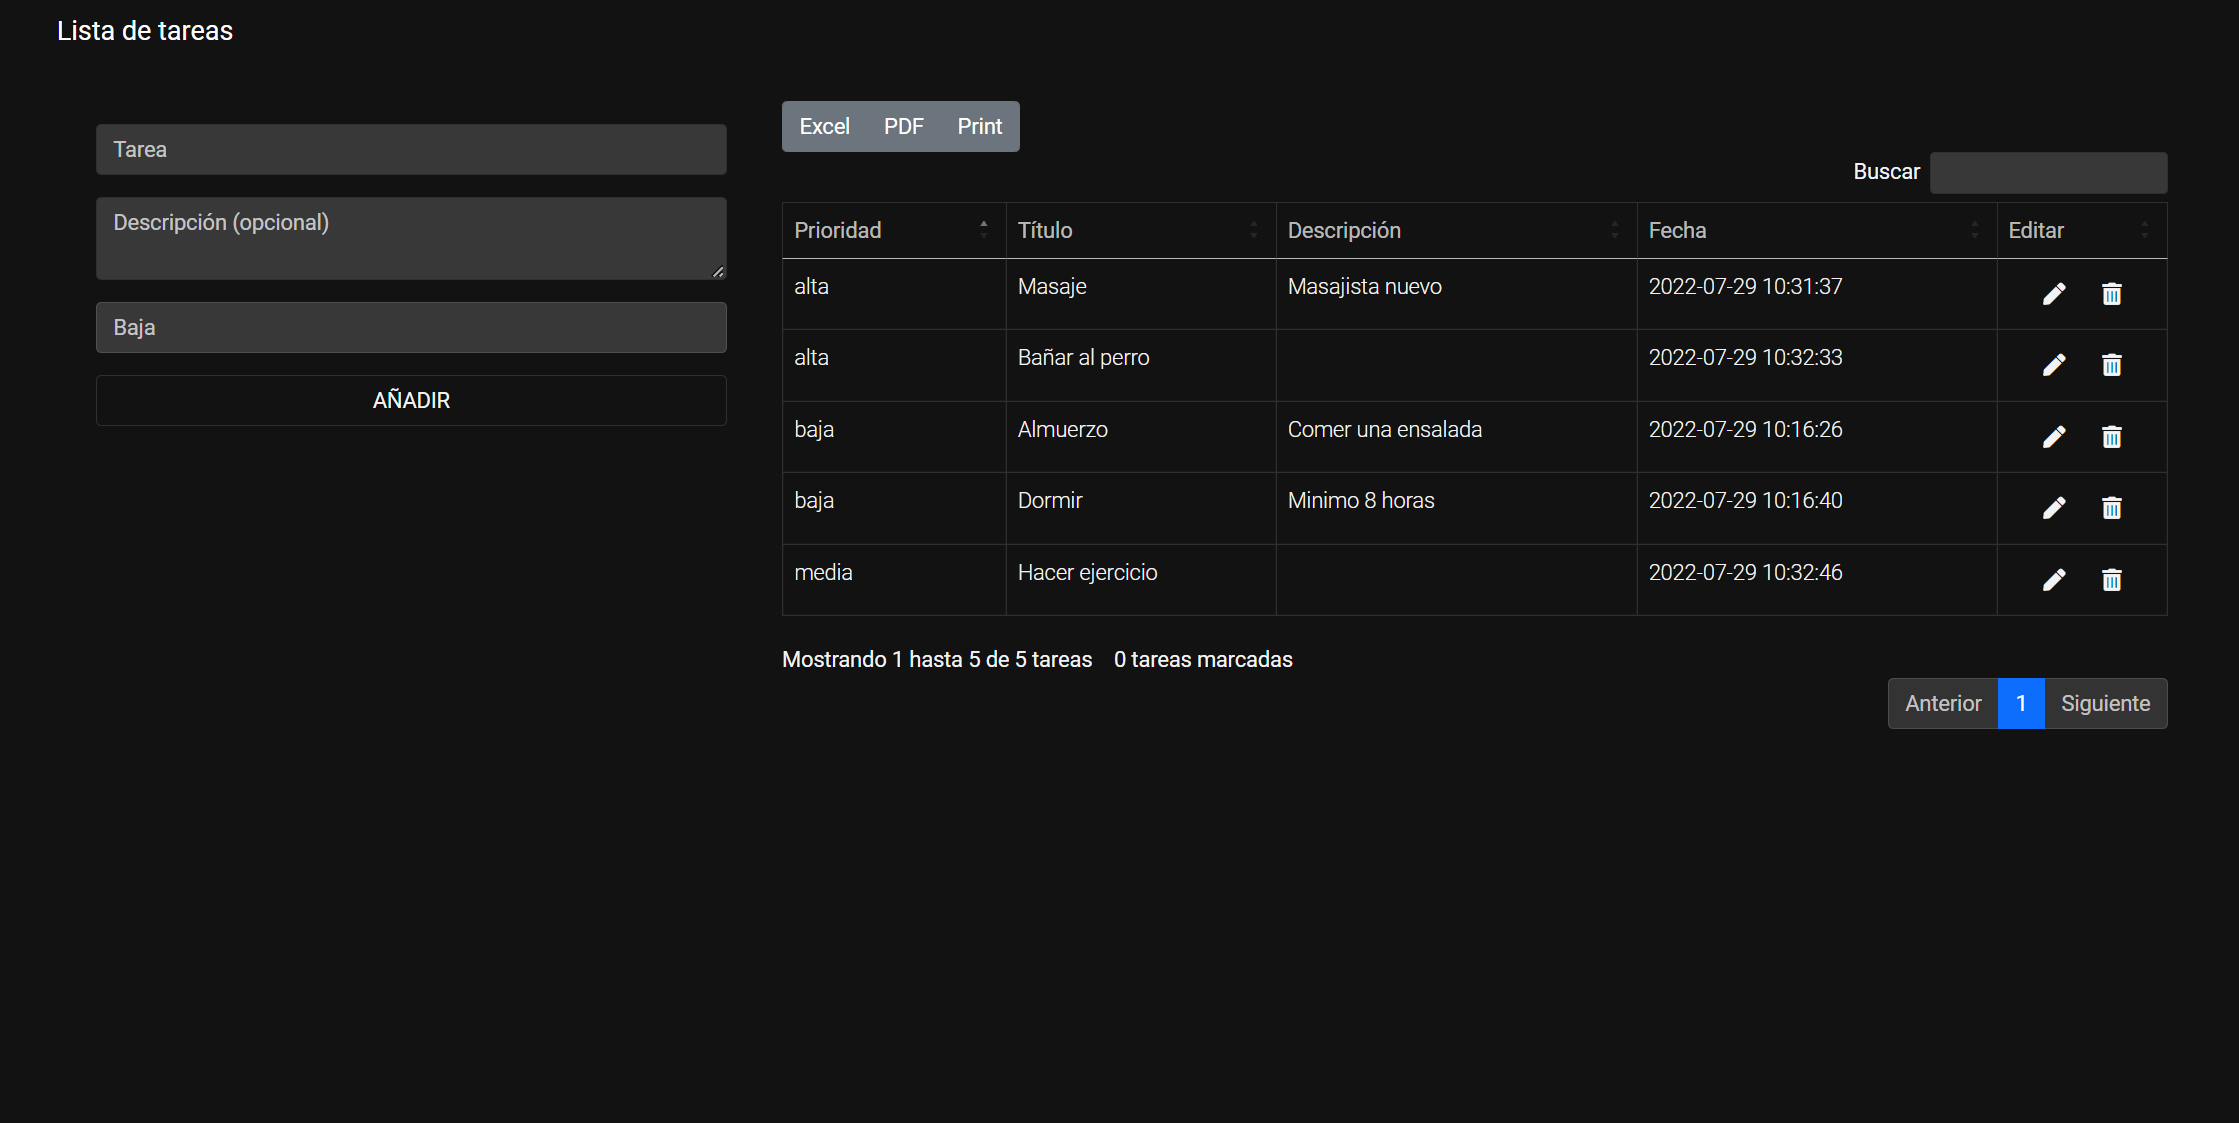 Lista de tareas
Tarea
Descripción (opcional)
Baja
AÑADIR
Excel PDF Print
Buscar
Prioridad Título Descripción Fecha Editar
alta Masaje Masajista nuevo 2022-07-29 10:31:37
alta Bañar al perro 2022-07-29 10:32:33
baja Almuerzo Comer una ensalada 2022-07-29 10:16:26
baja Dormir Minimo 8 horas 2022-07-29 10:16:40
media Hacer ejercicio 2022-07-29 10:32:46
Mostrando 1 hasta 5 de 5 tareas 0 tareas marcadas
Anterior 1 Siguiente